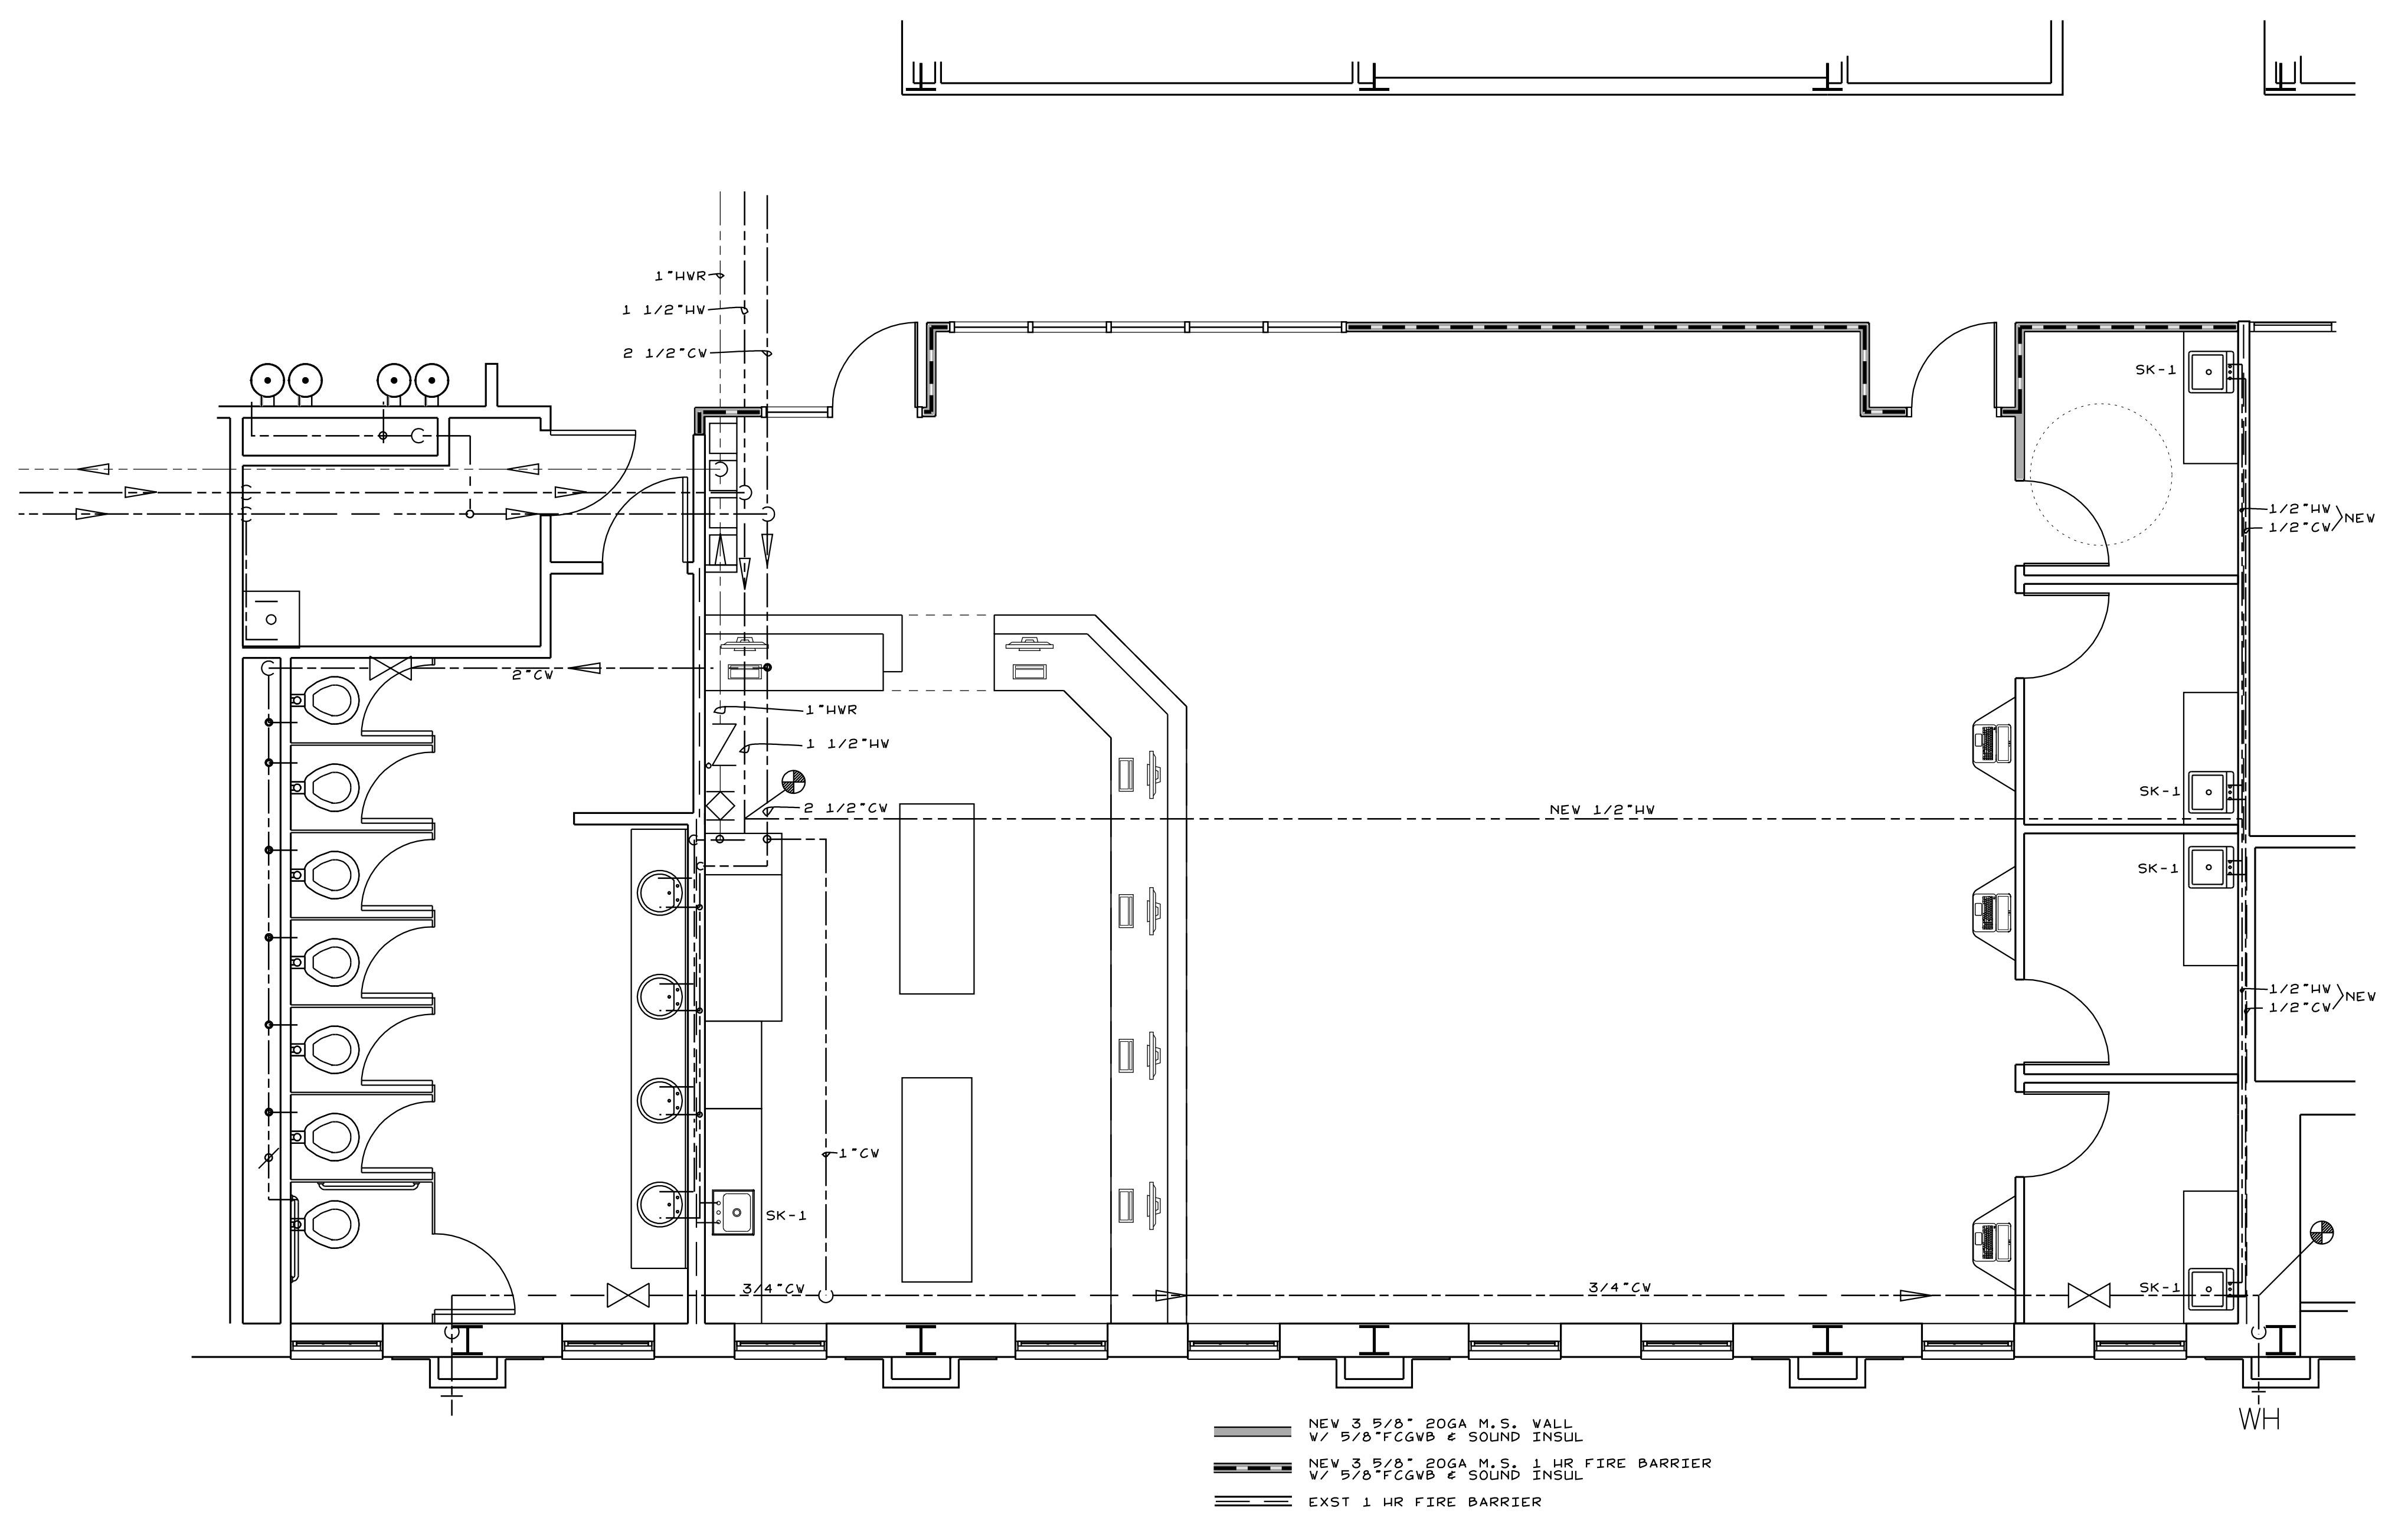 1"HWR
1 1/2"HW
2 1/2"CW
SK-1
1/2"HW
1/2"CW
NEW
2"CW
1"HWR
1 1/2"HW
SK-1
2 1/2"CW
NEW 1/2"HW
SK-1
1/2"HW
1/2"CW
NEW
1"CW
SK-1
3/4"CW
3/4"CW
SK-1
WH
NEW 3 5/8" 20GA M.S. WALL
W/ 5/8"FCGWB & SOUND INSUL
NEW 3 5/8" 20GA M.S. 1 HR FIRE BARRIER
W/ 5/8"FCGWB & SOUND INSUL
EXST 1 HR FIRE BARRIER